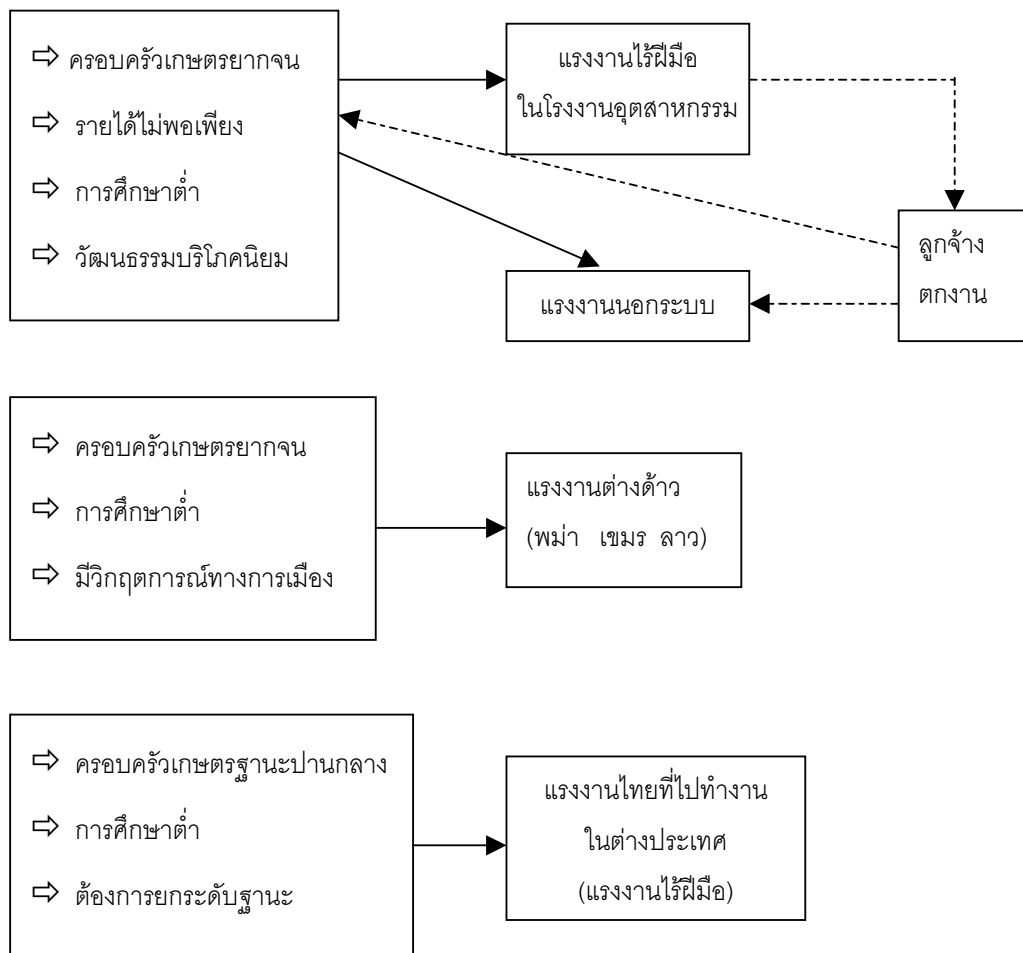 ⇨ ครอบครัวเกษตรยากจน
⇨ รายได้ไม่พอเพียง
⇨ การศึกษาต่ำ
⇨ วัฒนธรรมบริโภคนิยม
แรงงานไร้ฝีมือ
ในโรงงานอุตสาหกรรม
ลูกจ้าง
ตกงาน
แรงงานนอกระบบ
⇨ ครอบครัวเกษตรยากจน
⇨ การศึกษาต่ำ
⇨ มีวิกฤตการณ์ทางการเมือง
แรงงานต่างด้าว
(พม่า เขมร ลาว)
⇨ ครอบครัวเกษตรฐานะปานกลาง
⇨ การศึกษาต่ำ
⇨ ต้องการยกระดับฐานะ
แรงงานไทยที่ไปทำงาน
ในต่างประเทศ
(แรงงานไร้ฝีมือ)